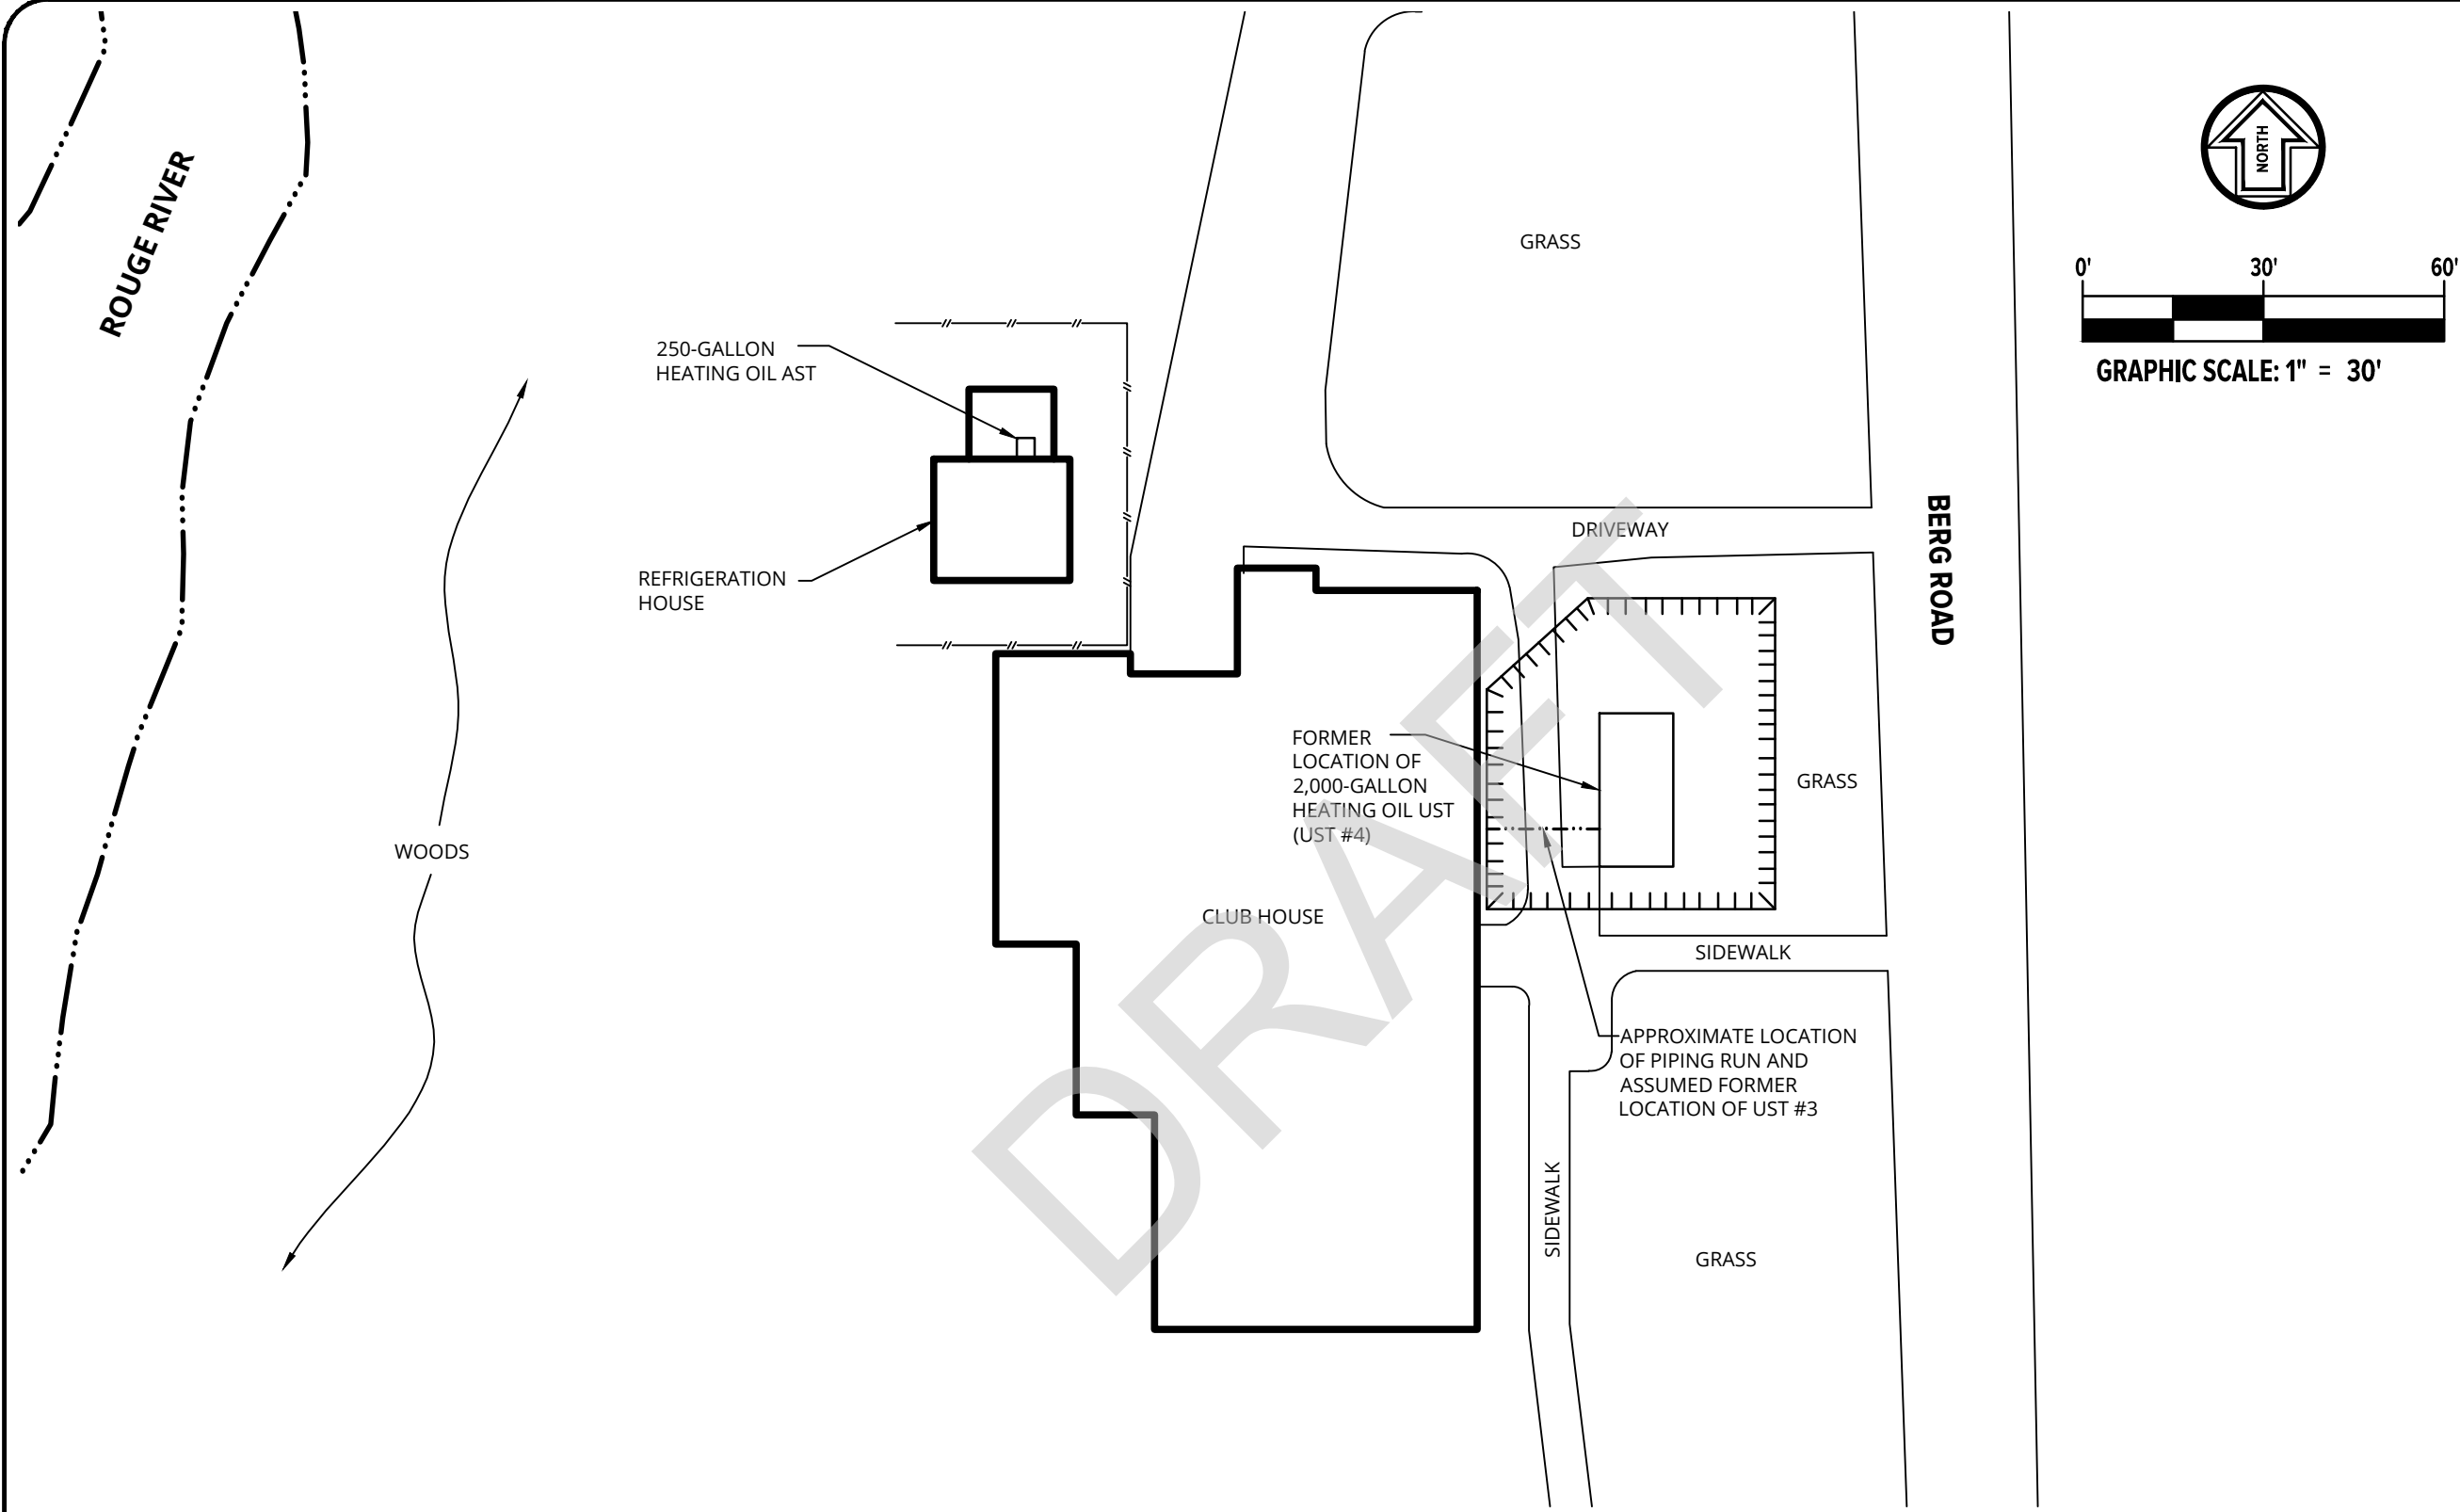 ROUGE RIVER
GRASS
NORTH
0' 30' 60'
GRAPHIC SCALE: 1" = 30'
250-GALLON
HEATING OIL AST
DRIVEWAY
BERG ROAD
REFRIGERATION
HOUSE
FORMER
LOCATION OF
2,000-GALLON
HEATING OIL UST
(UST #4)
GRASS
WOODS
CLUB HOUSE
SIDEWALK
APPROXIMATE LOCATION
OF PIPING RUN AND
ASSUMED FORMER
LOCATION OF UST #3
SIDEWALK
GRASS
DRAFT